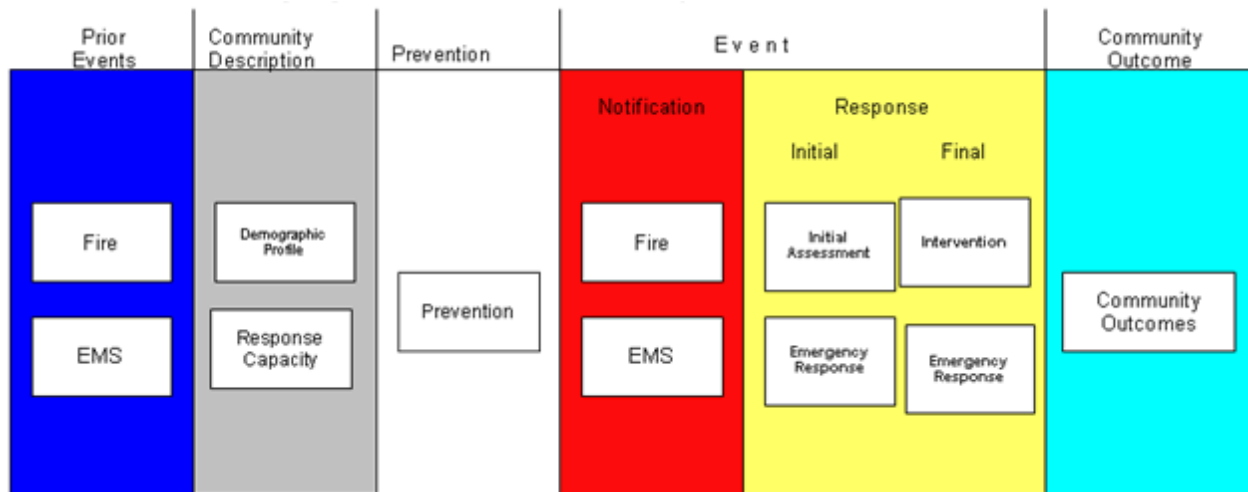 Prior
Events
Community
Description
Prevention
Event
Community
Outcome
Notification
Response
Initial
Final
Fire
Demographic
Profile
Fire
Initial
Assessment
Intervention
Prevention
Community
Outcomes
EMS
Response
Capacity
EMS
Emergency
Response
Emergency
Response